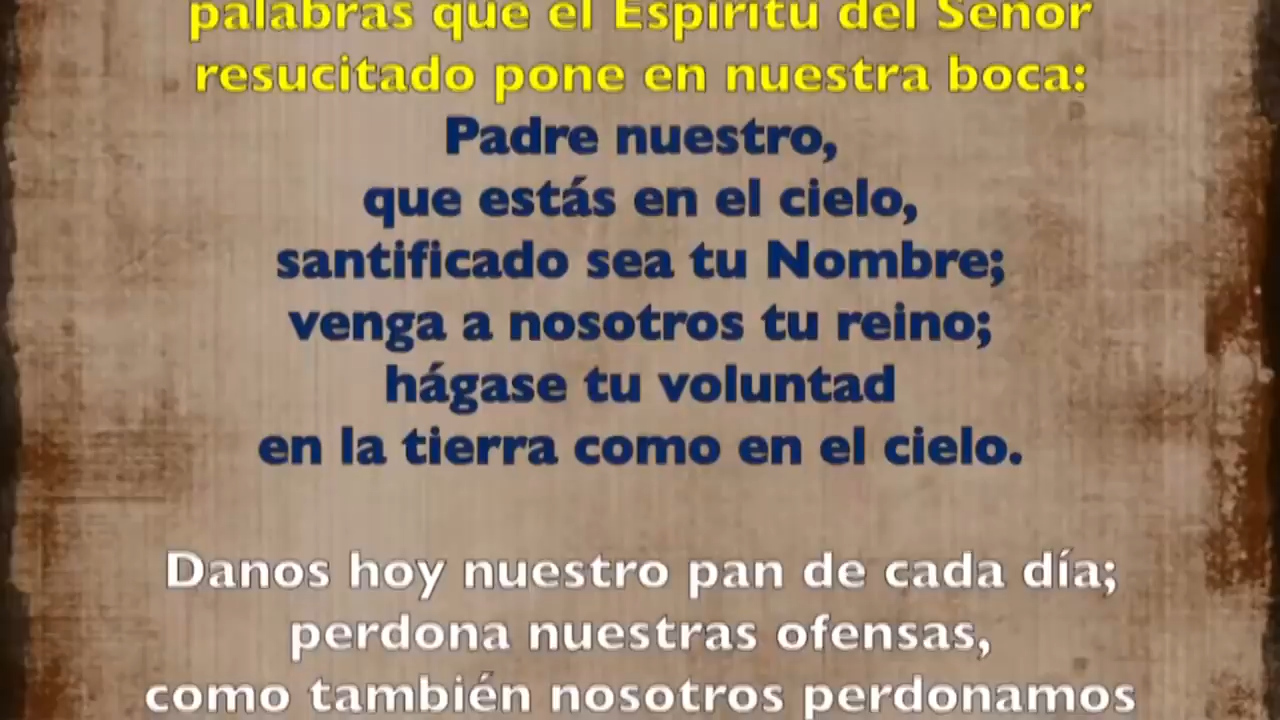 palabras que el Espíritu del Señor
resucitado pone en nuestra boca:
Padre nuestro,
que estás en el cielo,
santificado sea tu Nombre;
venga a nosotros tu reino;
hágase tu voluntad
en la tierra como en el cielo.
Danos hoy nuestro pan de cada día;
perdona nuestras ofensas,
como también nosotros perdonamos